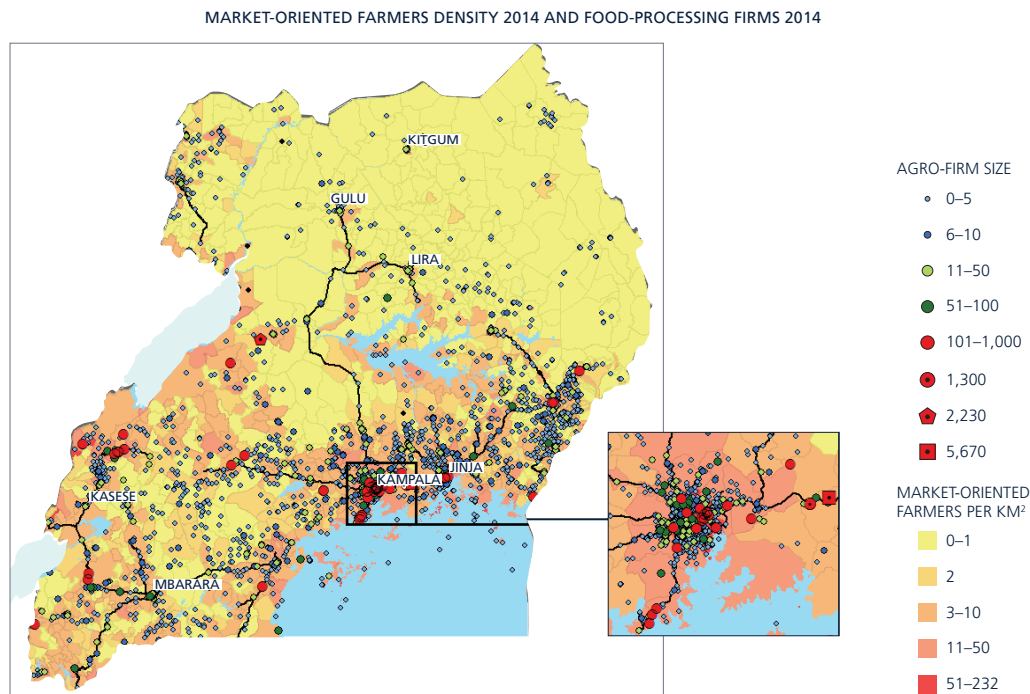 MARKET-ORIENTED FARMERS DENSITY 2014 AND FOOD-PROCESSING FIRMS 2014
KITGUM
GULU
LIRA
JINJA
KAMPALA
KASESE
MBARARA
AGRO-FIRM SIZE
0–5
6–10
11–50
51–100
101–1,000
1,300
2,230
5,670
MARKET-ORIENTED
FARMERS PER KM²
0–1
2
3–10
11–50
51–232